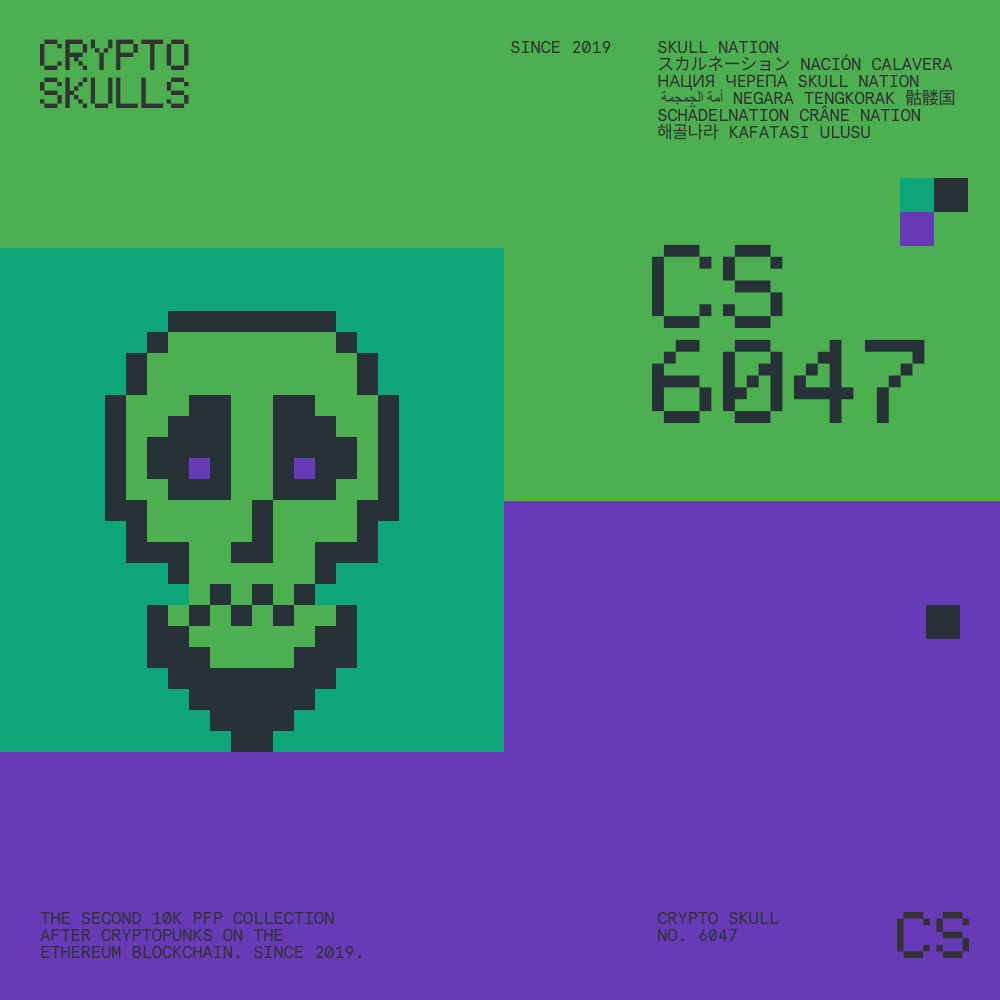 CRYPTO
SKULLS
SINCE 2019
SKULL NATION
スカルネーション NACIÓN CALAVERA
НАЦИЯ ЧЕРЕПА SKULL NATION
أمة الجمجمة NEGARA TENGKORAK 骷髅国
SCHÄDELNATION CRÂNE NATION
해골나라 KAFATASI ULUSU
CS
6047
THE SECOND 10K PFP COLLECTION
AFTER CRYPTOPUNKS ON THE
ETHEREUM BLOCKCHAIN. SINCE 2019.
CRYPTO SKULL
NO. 6047
CS